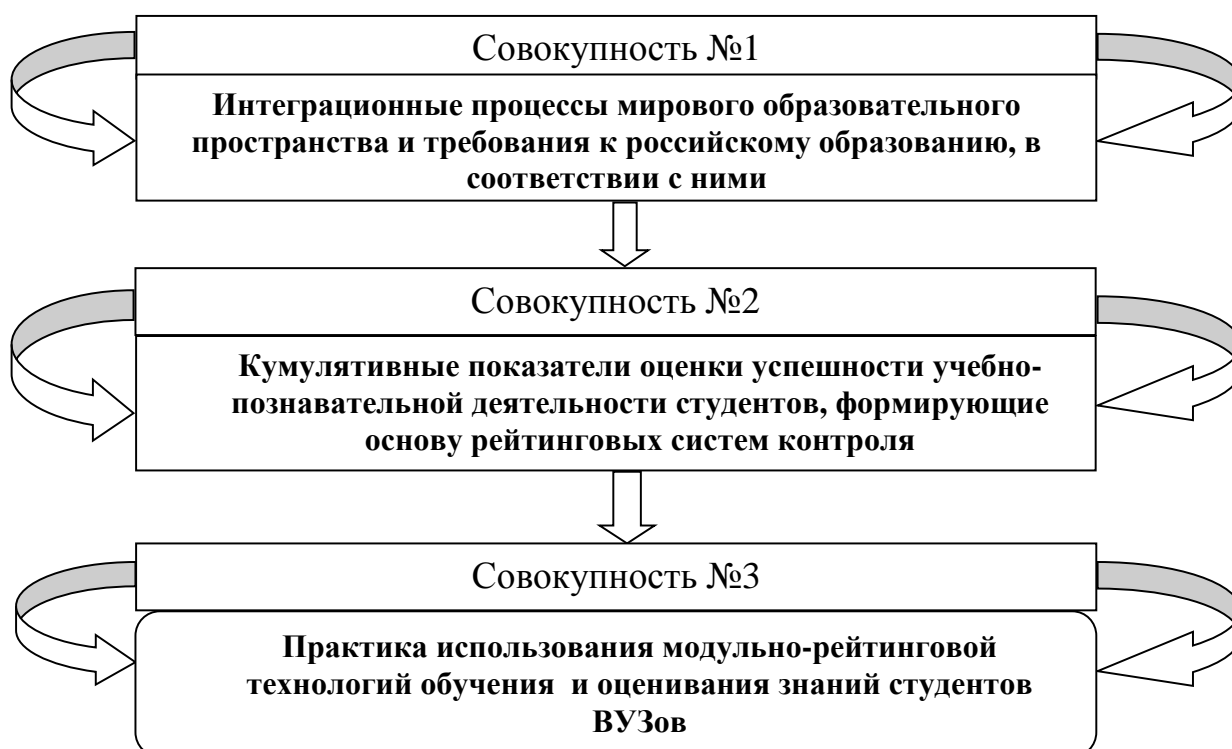 Совокупность №1
Интеграционные процессы мирового образовательного
пространства и требования к российскому образованию, в
соответствии с ними
Совокупность №2
Кумулятивные показатели оценки успешности учебно-
познавательной деятельности студентов, формирующие
основу рейтинговых систем контроля
Совокупность №3
Практика использования модульно-рейтинговой
технологий обучения и оценивания знаний студентов
ВУЗов